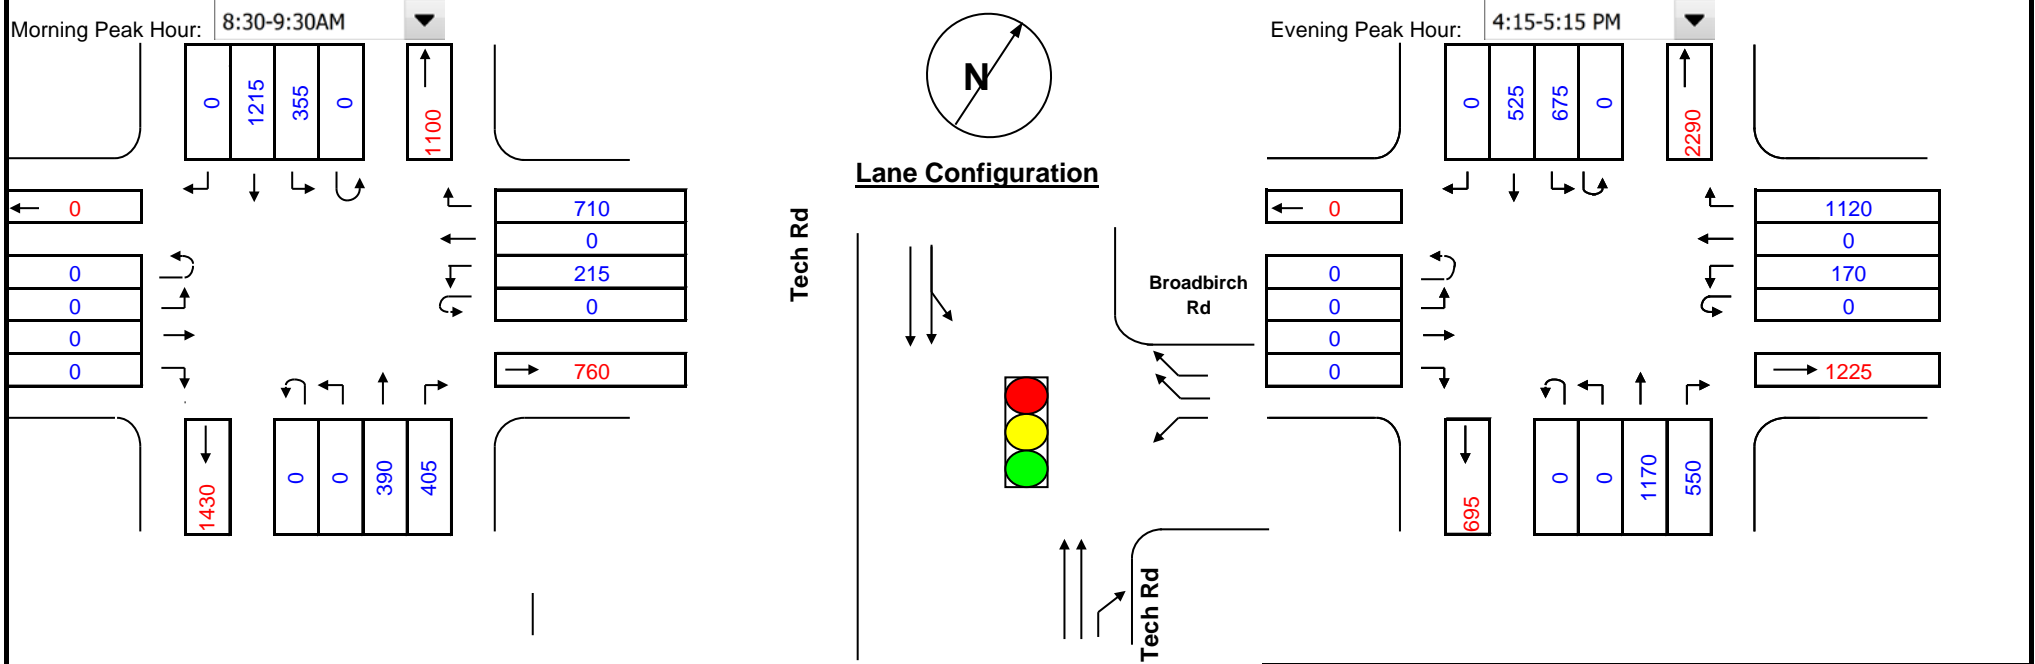 Morning Peak Hour: 8:30-9:30AM
0 1215 355 0 1100
0
0
0
0
0
710
0
215
0
760
1430
0 0 390 405
N
Lane Configuration
Tech Rd
Broadbirch
Rd
Tech Rd
Evening Peak Hour: 4:15-5:15 PM
0 525 675 0 2290
0
0
0
0
0
1120
0
170
0
1225
695
0 0 1170 550